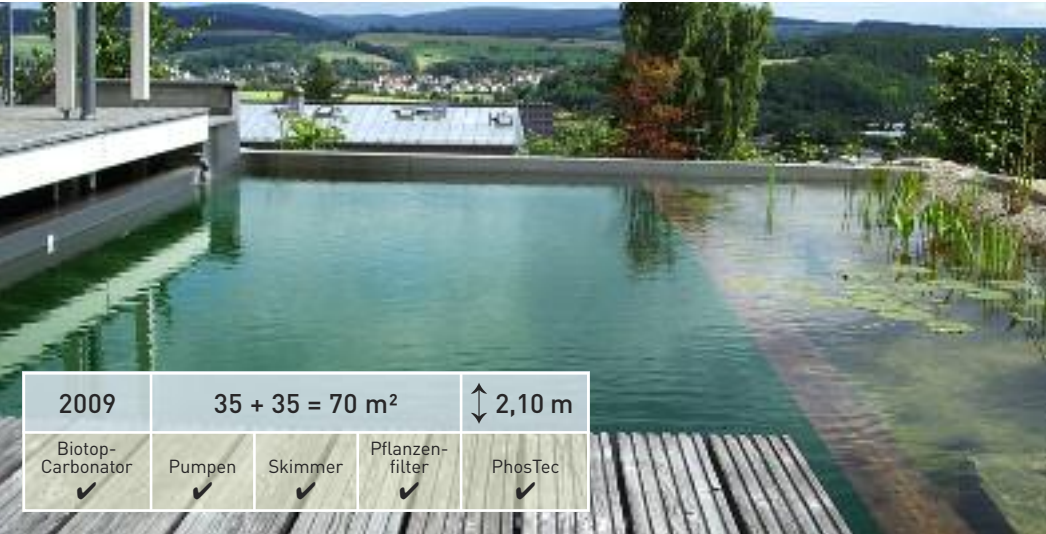 2009
35 + 35 = 70 m²
2,10 m
Biotop-
Carbonator
✔
Pumpen
✔
Skimmer
✔
Pflanzen-
filter
✔
PhosTec
✔